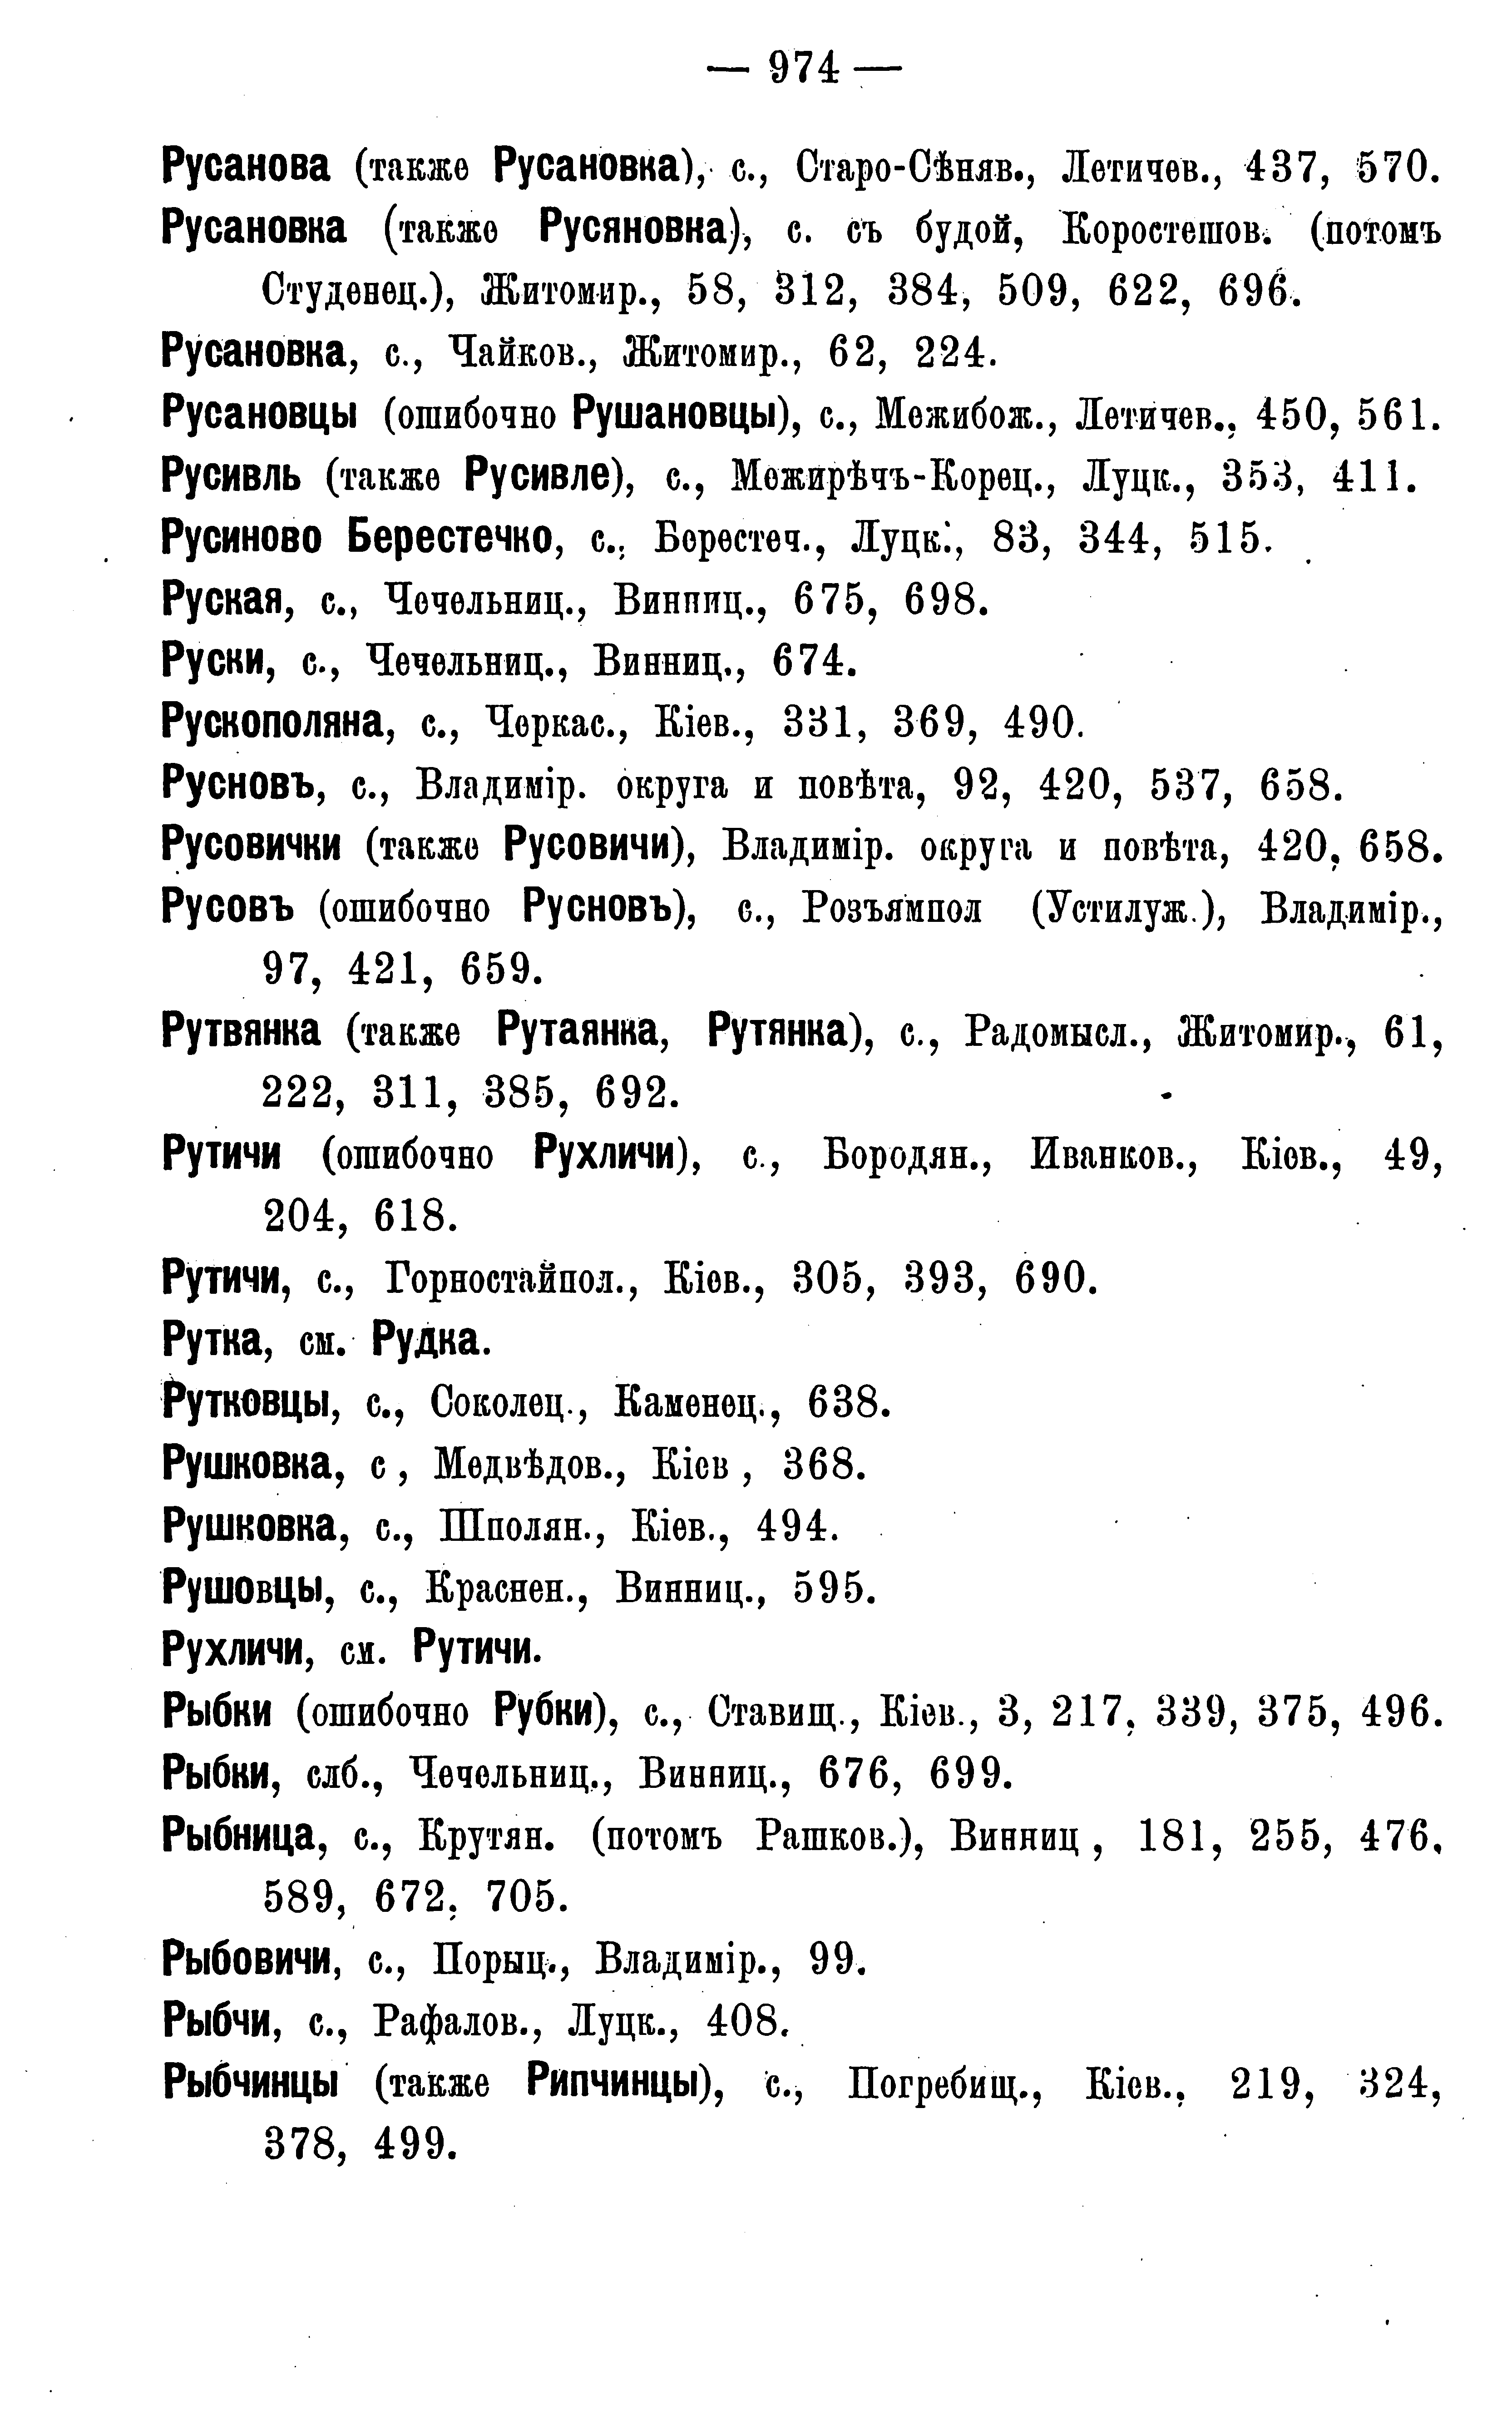 — 974 —
Русанова (также Русановка), с., Старо-Сѣняв., Летичев., 437, 570.
Русановка (также Русяновка), с. съ будой, Коростешов. (потомъ
Студенец.), Житомир., 58, 312, 384, 509, 622, 696.
Русановка, с., Чайков., Житомир., 62, 224.
Русановцы (ошибочно Рушановцы), с., Межибож., Летичев., 450, 561.
Русивль (также Русивле), с., Межирѣчъ-Корец., Луцк., 353, 411.
Русиново Берестечко, с., Берестеч., Луцк., 83, 344, 515.
Руская, с., Чечельниц., Винниц., 675, 698.
Руски, с., Чечельниц., Винниц., 674.
Рускополяна, с., Черкас., Кіев., 331, 369, 490.
Русновъ, с., Владимір. округа и повѣта, 92, 420, 537, 658.
Русовички (также Русовичи), Владимір. округа и повѣта, 420, 658.
Русовъ (ошибочно Русновъ), с., Розъямпол (Устилуж.), Владимір.,
97, 421, 659.
Рутвянка (также Рутаянка, Рутянка), с., Радомысл., Житомир., 61,
222, 311, 385, 692.
Рутичи (ошибочно Рухличи), с., Бородян., Иванков., Кіев., 49,
204, 618.
Рутичи, с., Горностайпол., Кіев., 305, 393, 690.
Рутка, см. Рудка.
Рутковцы, с., Соколец., Каменец., 638.
Рушковка, с , Медвѣдов., Кіев , 368.
Рушковка, с., Шполян., Кіев., 494.
Рушовцы, с., Краснен., Винниц., 595.
Рухличи, см. Рутичи.
Рыбки (ошибочно Рубки), с., Ставищ., Кіев., 3, 217, 339, 375, 496.
Рыбки, слб., Чечельниц., Винниц., 676, 699.
Рыбница, с., Крутян. (потомъ Рашков.), Винниц , 181, 255, 476,
589, 672, 705.
Рыбовичи, с., Порыц., Владимір., 99.
Рыбчи, с., Рафалов., Луцк., 408.
Рыбчинцы (также Рипчинцы), с., Погребищ., Кіев., 219, 324,
378, 499.